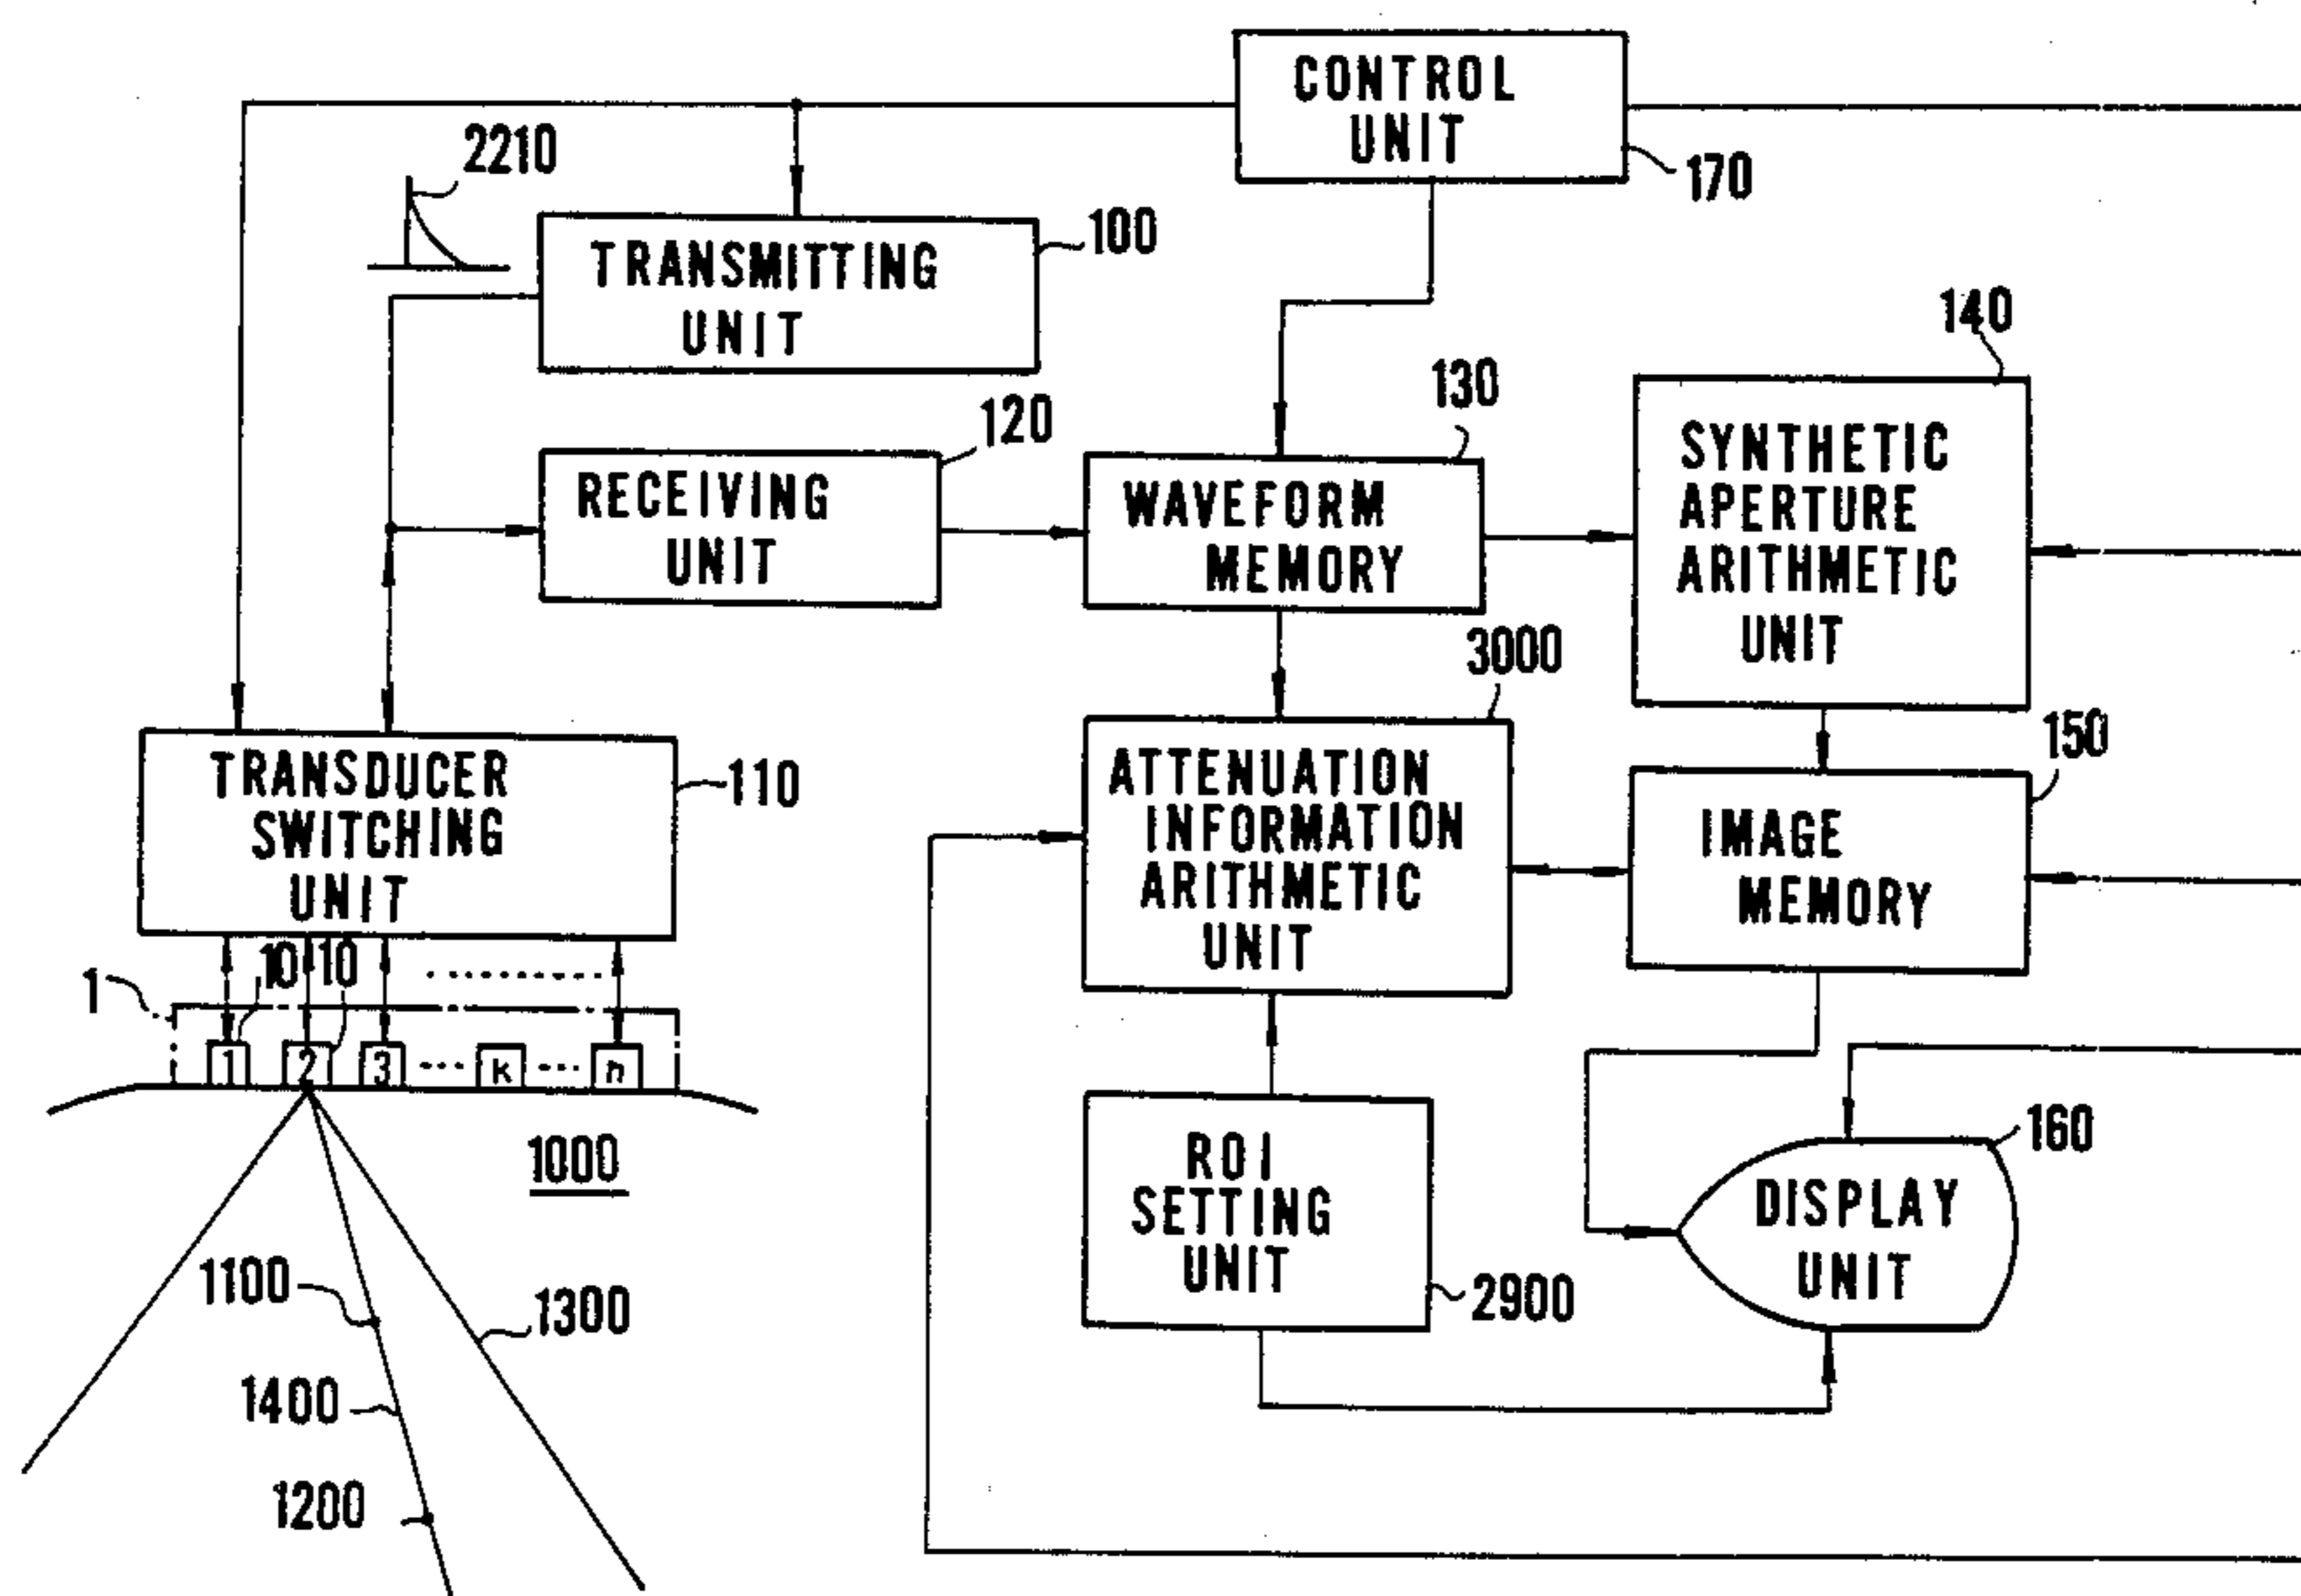 CONTROL
UNIT
170
2210
TRANSMITTING
UNIT
100
140
130
120
RECEIVING
UNIT
WAVEFORM
MEMORY
SYNTHETIC
APERTURE
ARITHMETIC
UNIT
3000
150
TRANSDUCER
SWITCHING
UNIT
110
ATTENUATION
INFORMATION
ARITHMETIC
UNIT
IMAGE
MEMORY
10 10
1
1 2 3 k n
1000
ROI
SETTING
UNIT
2900
160
DISPLAY
UNIT
1100
1300
1400
1200